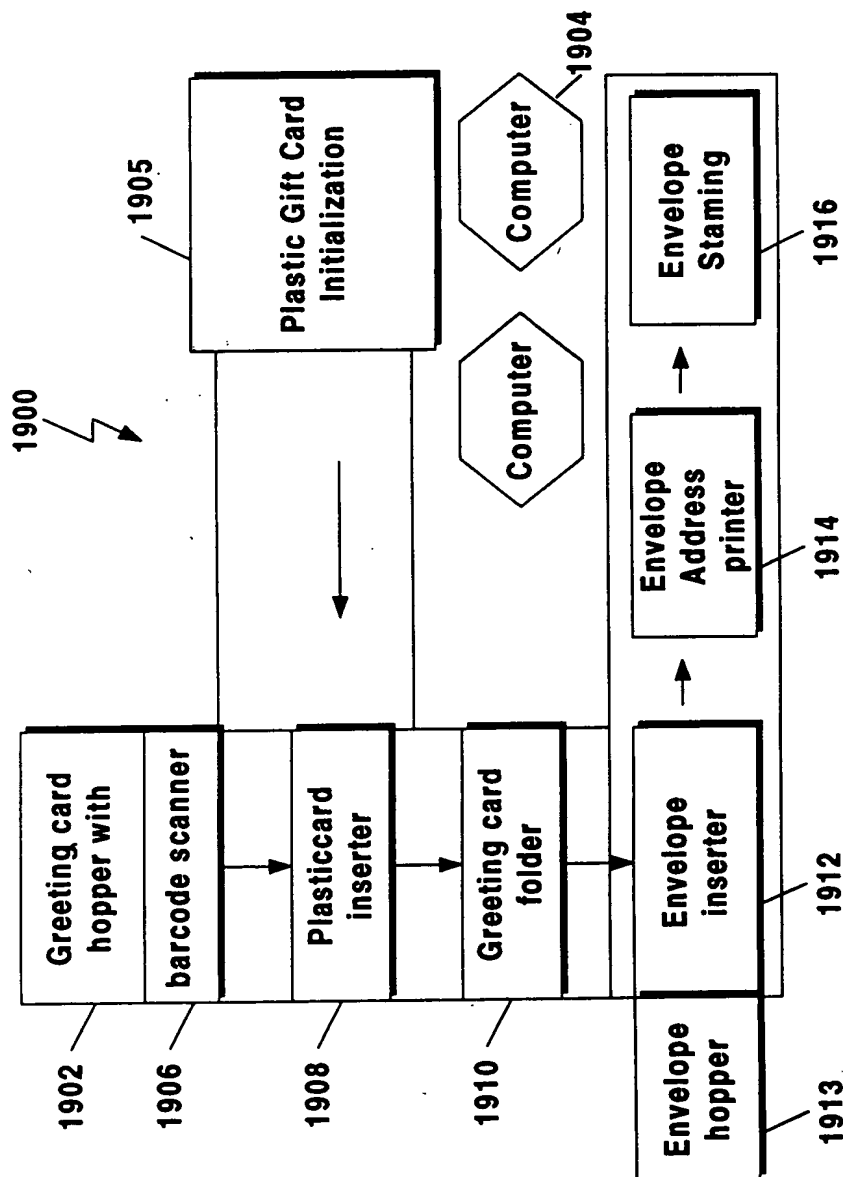 1900
1905
Plastic Gift Card
Initialization
1902
Greeting card
hopper with
1906
barcode scanner
1908
Plasticcard
inserter
1910
Greeting card
folder
Computer
Computer
1904
Envelope
hopper
1913
Envelope
inserter
1912
Envelope
Address
printer
1914
Envelope
Staming
1916